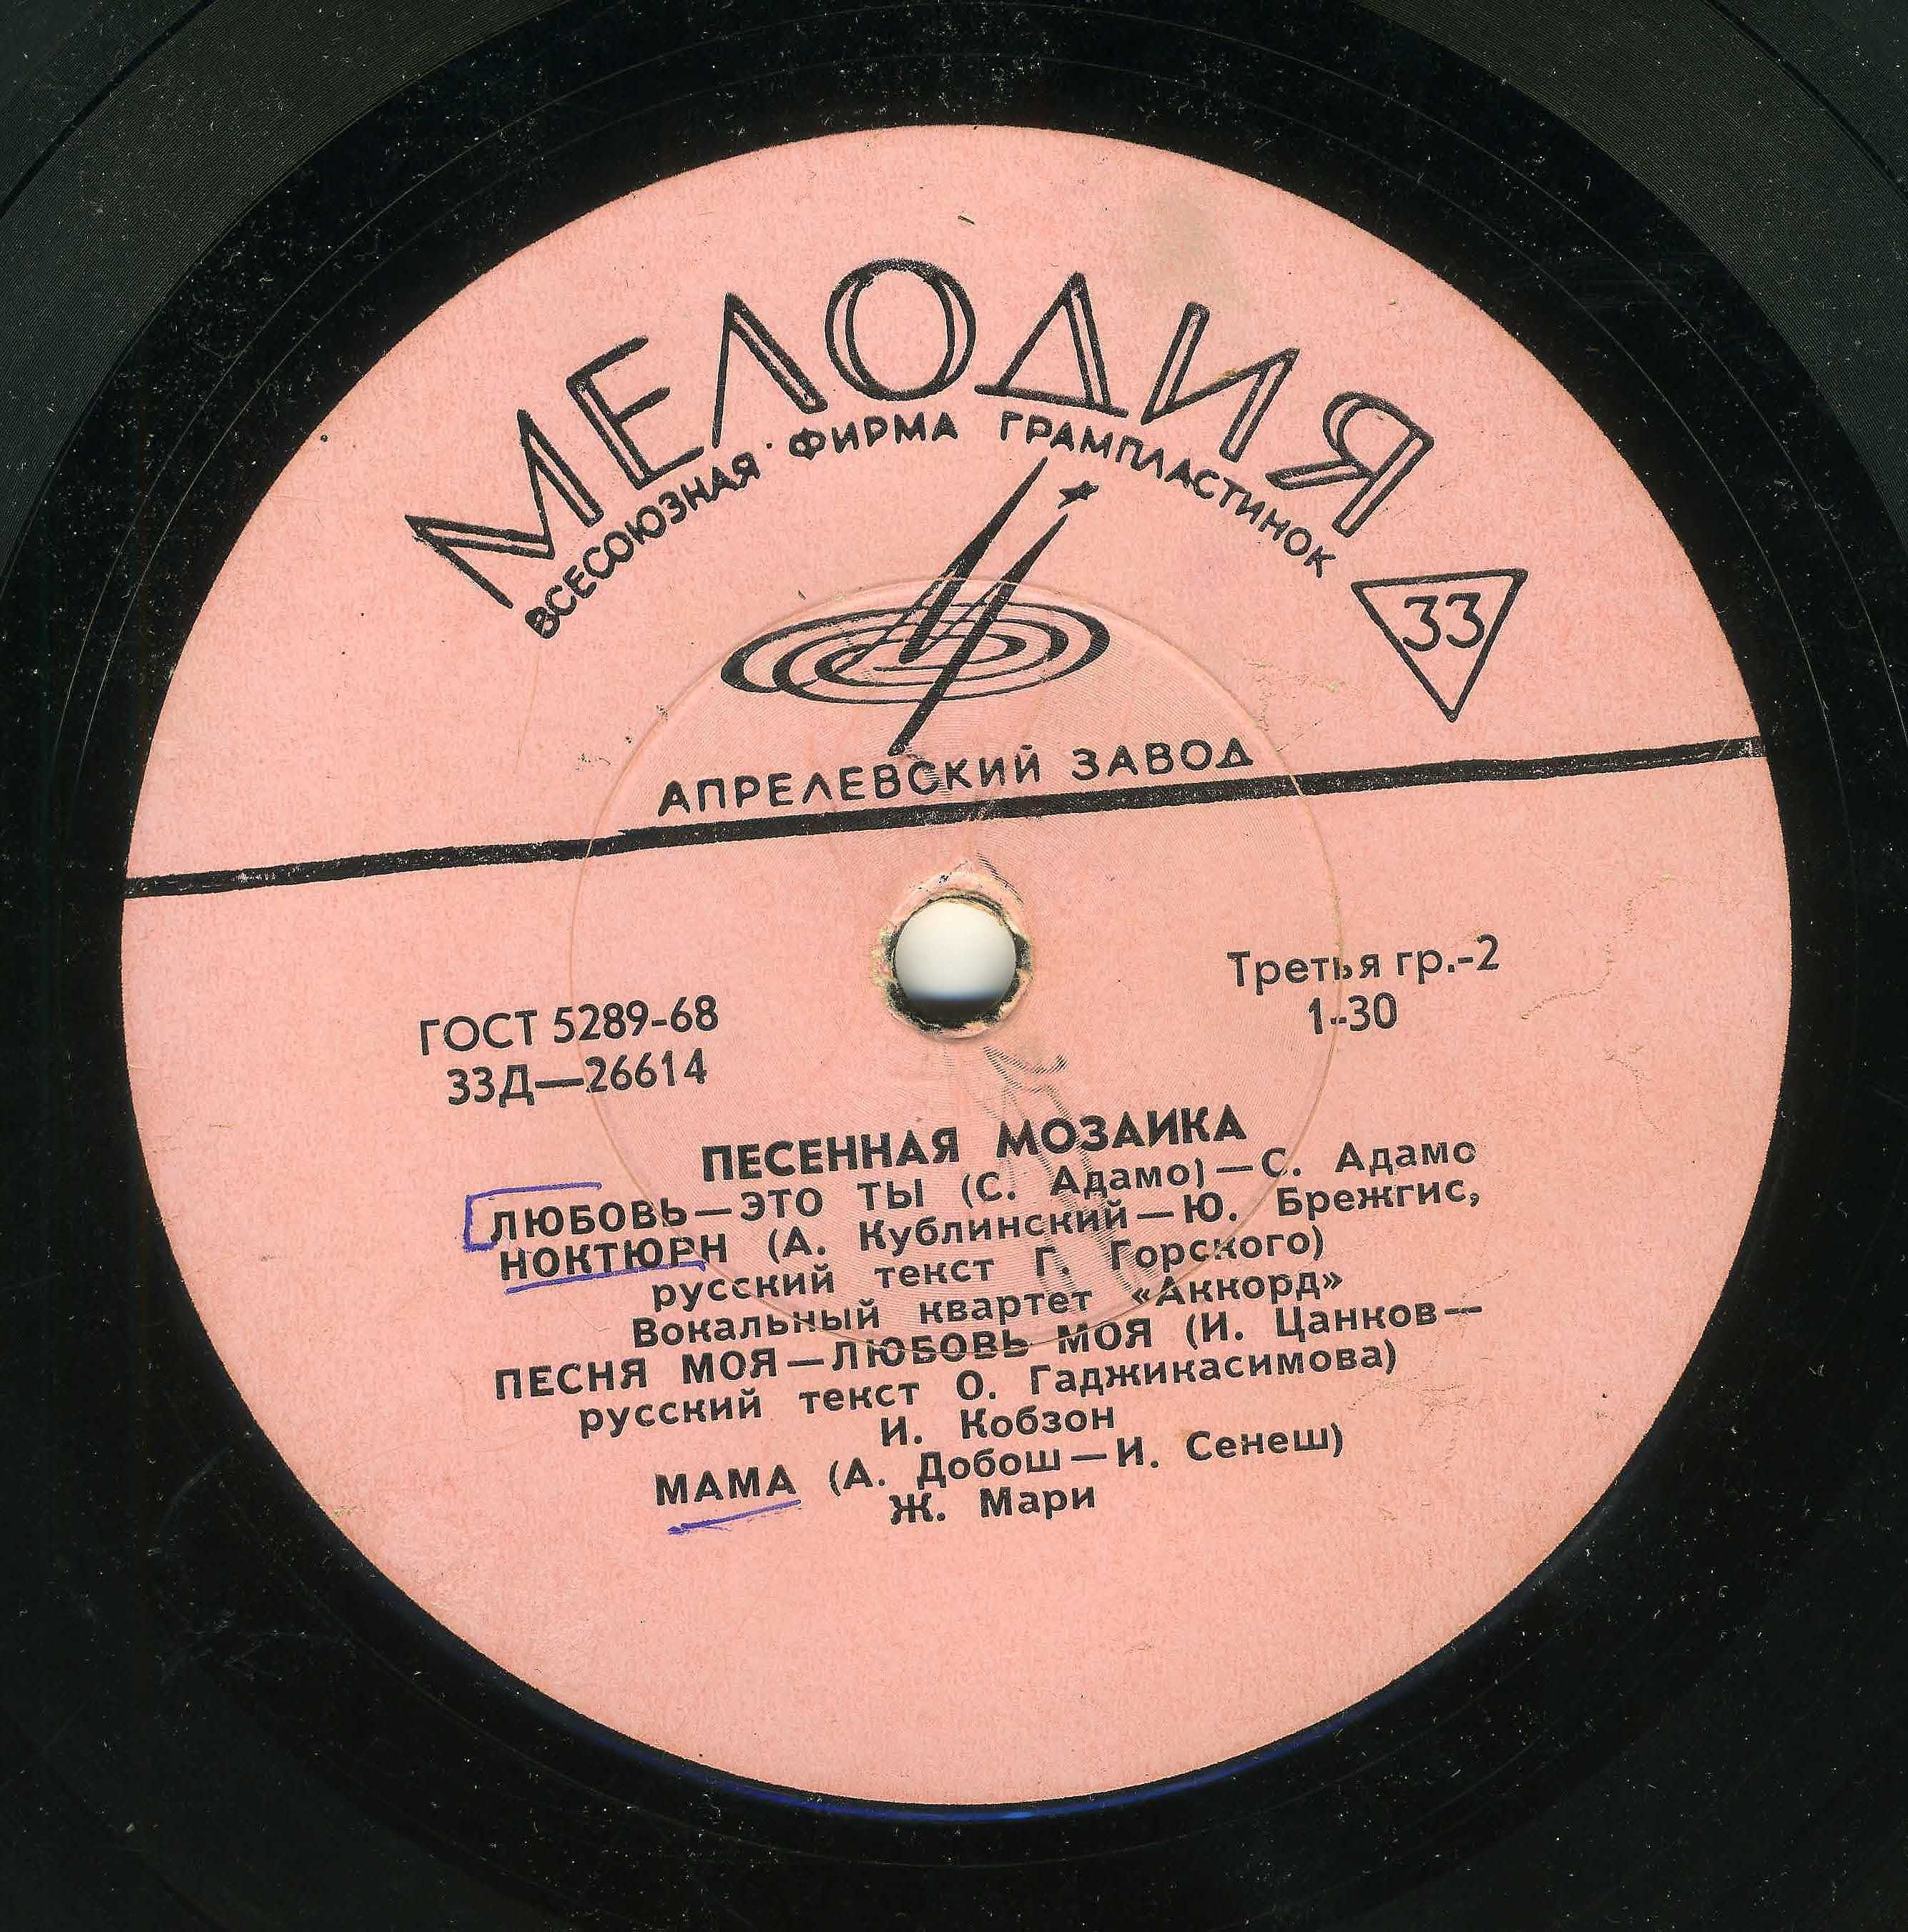 МЕЛОДИЯ
ВСЕСОЮЗНАЯ ФИРМА ГРАМПЛАСТИНОК
33
АПРЕЛЕВСКИЙ ЗАВОД
ГОСТ 5289-68
33Д—26614
Третья гр.-2
1-30
ПЕСЕННАЯ МОЗАИКА
ЛЮБОВЬ—ЭТО ТЫ (С. Адамо)—С. Адамо
НОКТЮРН (А. Кублинский—Ю. Брежгис,
русский текст Г. Горского)
Вокальный квартет «Аккорд»
ПЕСНЯ МОЯ—ЛЮБОВЬ МОЯ (И. Цанков—
русский текст О. Гаджикасимова)
И. Кобзон
МАМА (А. Добош—И. Сенеш)
Ж. Мари